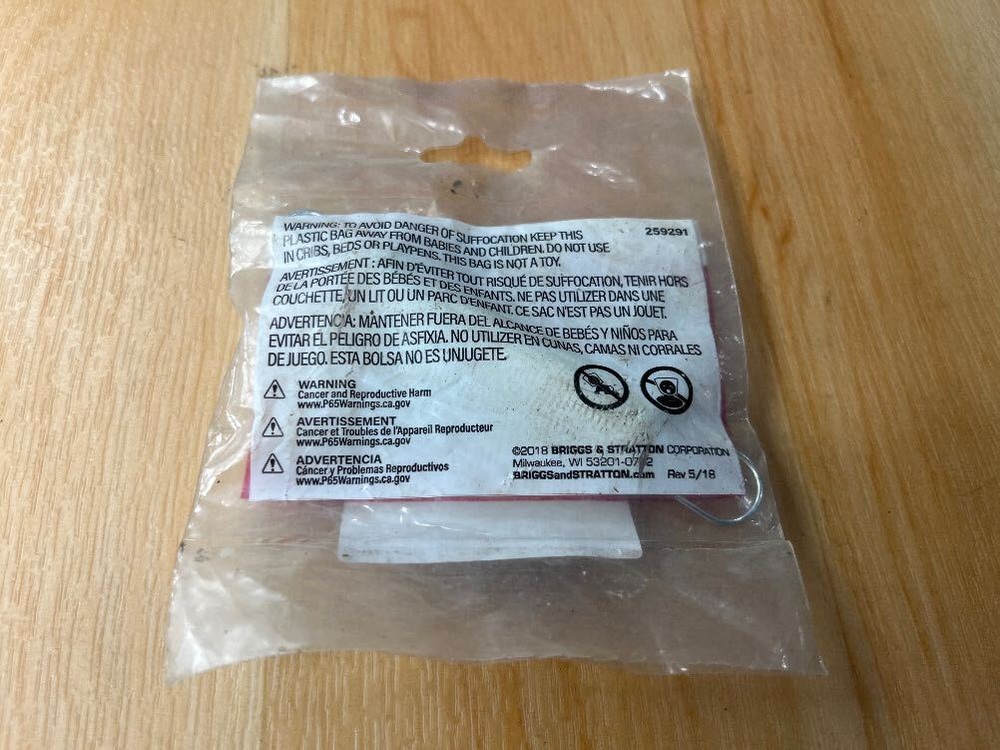 WARNING: TO AVOID DANGER OF SUFFOCATION KEEP THIS
PLASTIC BAG AWAY FROM BABIES AND CHILDREN. DO NOT USE
IN CRIBS, BEDS OR PLAYPENS. THIS BAG IS NOT A TOY.
259291
AVERTISSEMENT : AFIN D'ÉVITER TOUT RISQUÉ DE SUFFOCATION, TENIR HORS
DE LA PORTÉE DES BÉBÉS ET DES ENFANTS. NE PAS UTILIZER DANS UNE
COUCHETTE, UN LIT OU UN PARC D'ENFANT. CE SAC N'EST PAS UN JOUET.
ADVERTENCIA: MANTENER FUERA DEL ALCANCE DE BEBÉS Y NIÑOS PARA
EVITAR EL PELIGRO DE ASFIXIA. NO UTILIZER EN CUNAS, CAMAS NI CORRALES
DE JUEGO. ESTA BOLSA NO ES UNJUGETE.
WARNING
Cancer and Reproductive Harm
www.P65Warnings.ca.gov
AVERTISSEMENT
Cancer et Troubles de l'Appareil Reproducteur
www.P65Warnings.ca.gov
ADVERTENCIA
Cáncer y Problemas Reproductivos
www.P65Warnings.ca.gov
©2018 BRIGGS & STRATTON CORPORATION
Milwaukee, WI
BRIGGSandSTRATTON.com Rev 5/18